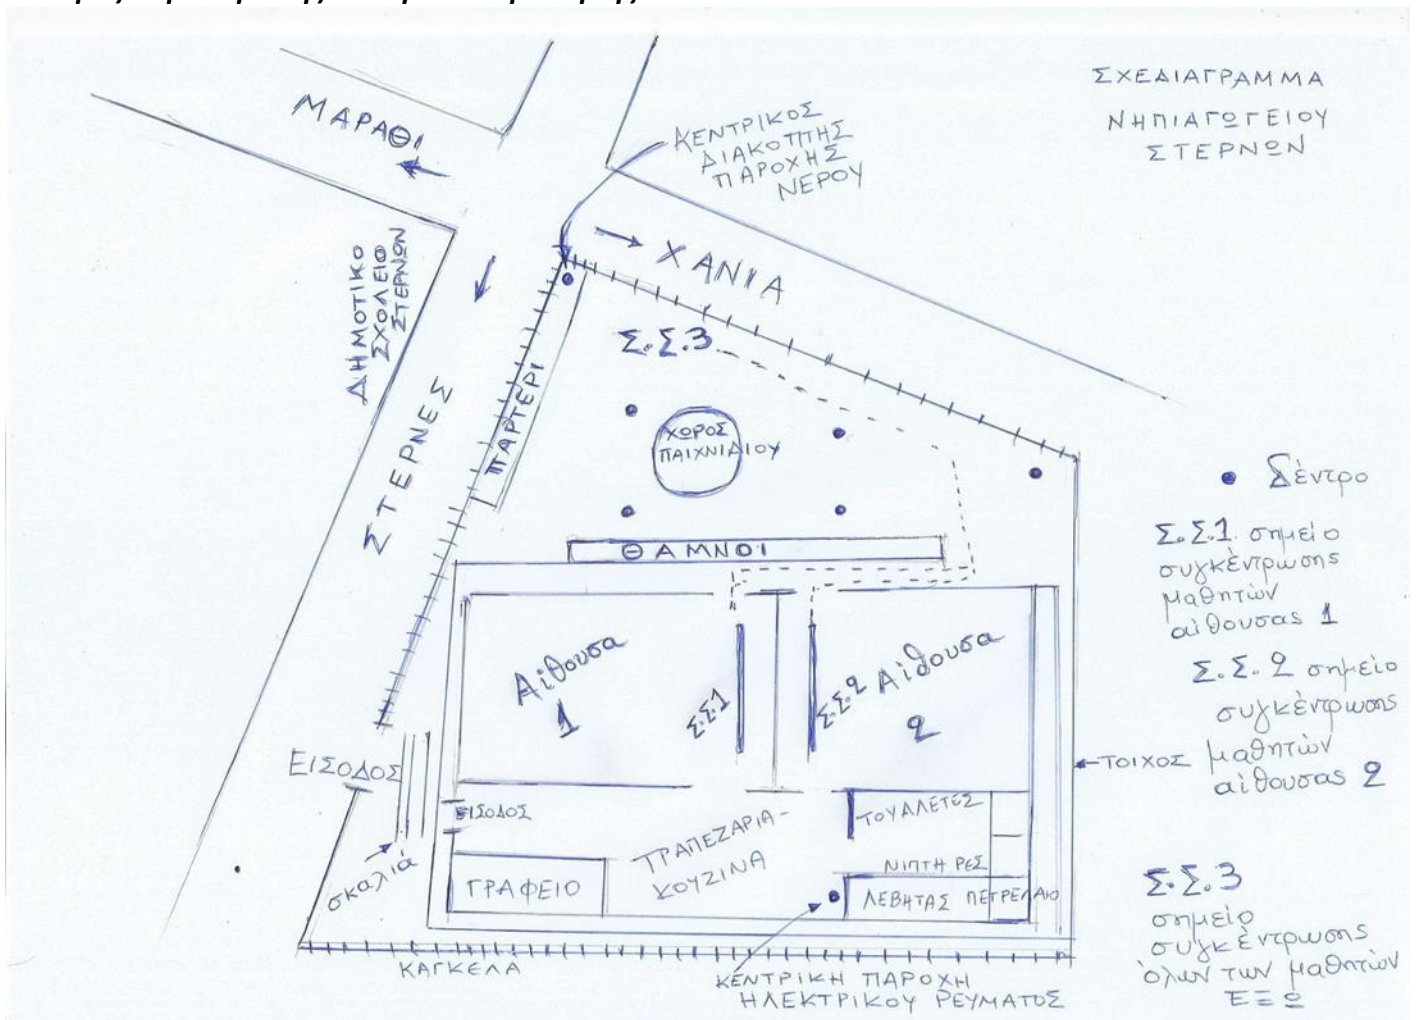 ΣΧΕΔΙΑΓΡΑΜΜΑ
ΝΗΠΙΑΓΩΓΕΙΟΥ
ΣΤΕΡΝΩΝ
ΜΑΡΑΘΙ
ΚΕΝΤΡΙΚΟΣ
ΔΙΑΚΟΠΤΗΣ
ΠΑΡΟΧΗΣ
ΝΕΡΟΥ
ΧΑΝΙΑ
ΔΗΜΟΤΙΚΟ
ΣΧΟΛΕΙΟ
ΣΤΕΡΝΩΝ
ΣΤΕΡΝΕΣ
ΠΑΡΤΕΡΙ
Σ.Σ.3
ΧΩΡΟΣ
ΠΑΙΧΝΙΔΙΟΥ
ΘΑΜΝΟΙ
Αίθουσα
1
Σ.Σ.1
Σ.Σ.2
Αίθουσα
2
ΕΙΣΟΔΟΣ
ΕΙΣΟΔΟΣ
σκαλιά
ΓΡΑΦΕΙΟ
ΤΡΑΠΕΖΑΡΙΑ-
ΚΟΥΖΙΝΑ
ΤΟΥΑΛΕΤΕΣ
ΝΙΠΤΗΡΕΣ
ΛΕΒΗΤΑΣ ΠΕΤΡΕΛΑΙΟ
ΚΑΓΚΕΛΑ
ΚΕΝΤΡΙΚΗ ΠΑΡΟΧΗ
ΗΛΕΚΤΡΙΚΟΥ ΡΕΥΜΑΤΟΣ
ΤΟΙΧΟΣ
δέντρο
Σ.Σ.1 σημείο
συγκέντρωσης
μαθητών
αίθουσας 1
Σ.Σ. 2 σημείο
συγκέντρωσης
μαθητών
αίθουσας 2
Σ.Σ.3
σημείο
συγκέντρωσης
όλων των μαθητών
ΕΞΩ